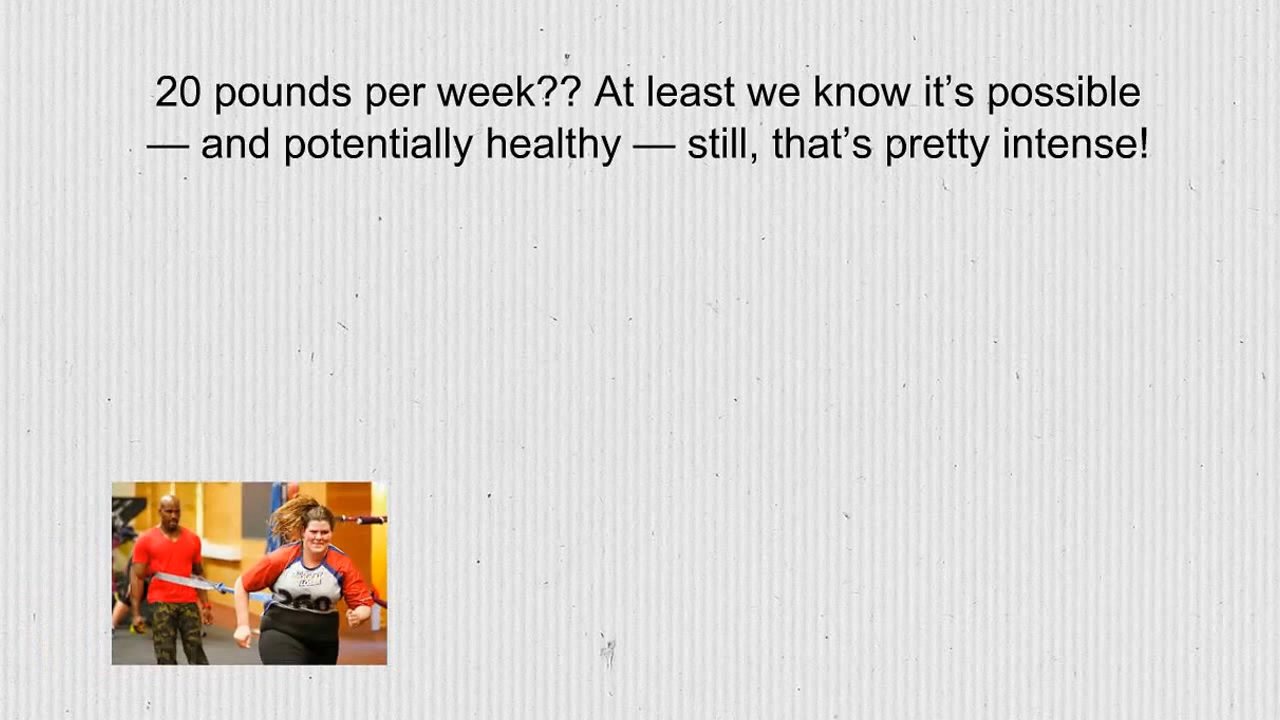 20 pounds per week?? At least we know it’s possible
— and potentially healthy — still, that’s pretty intense!